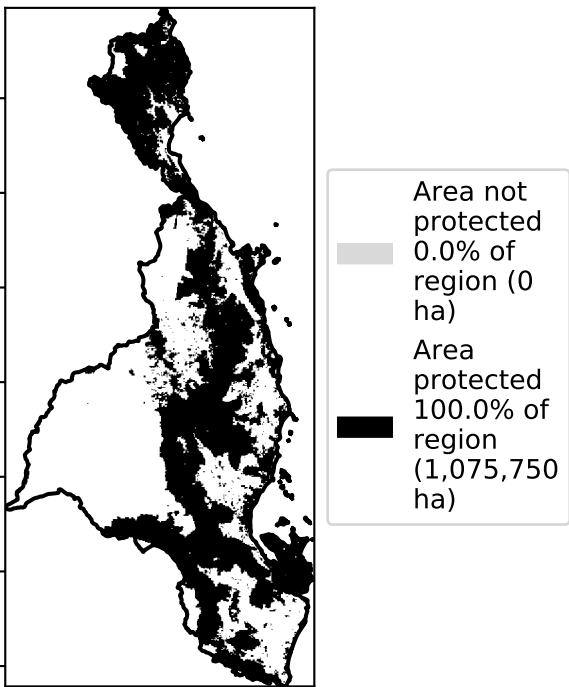 Area not
protected
0.0% of
region (0
ha)
Area
protected
100.0% of
region
(1,075,750
ha)